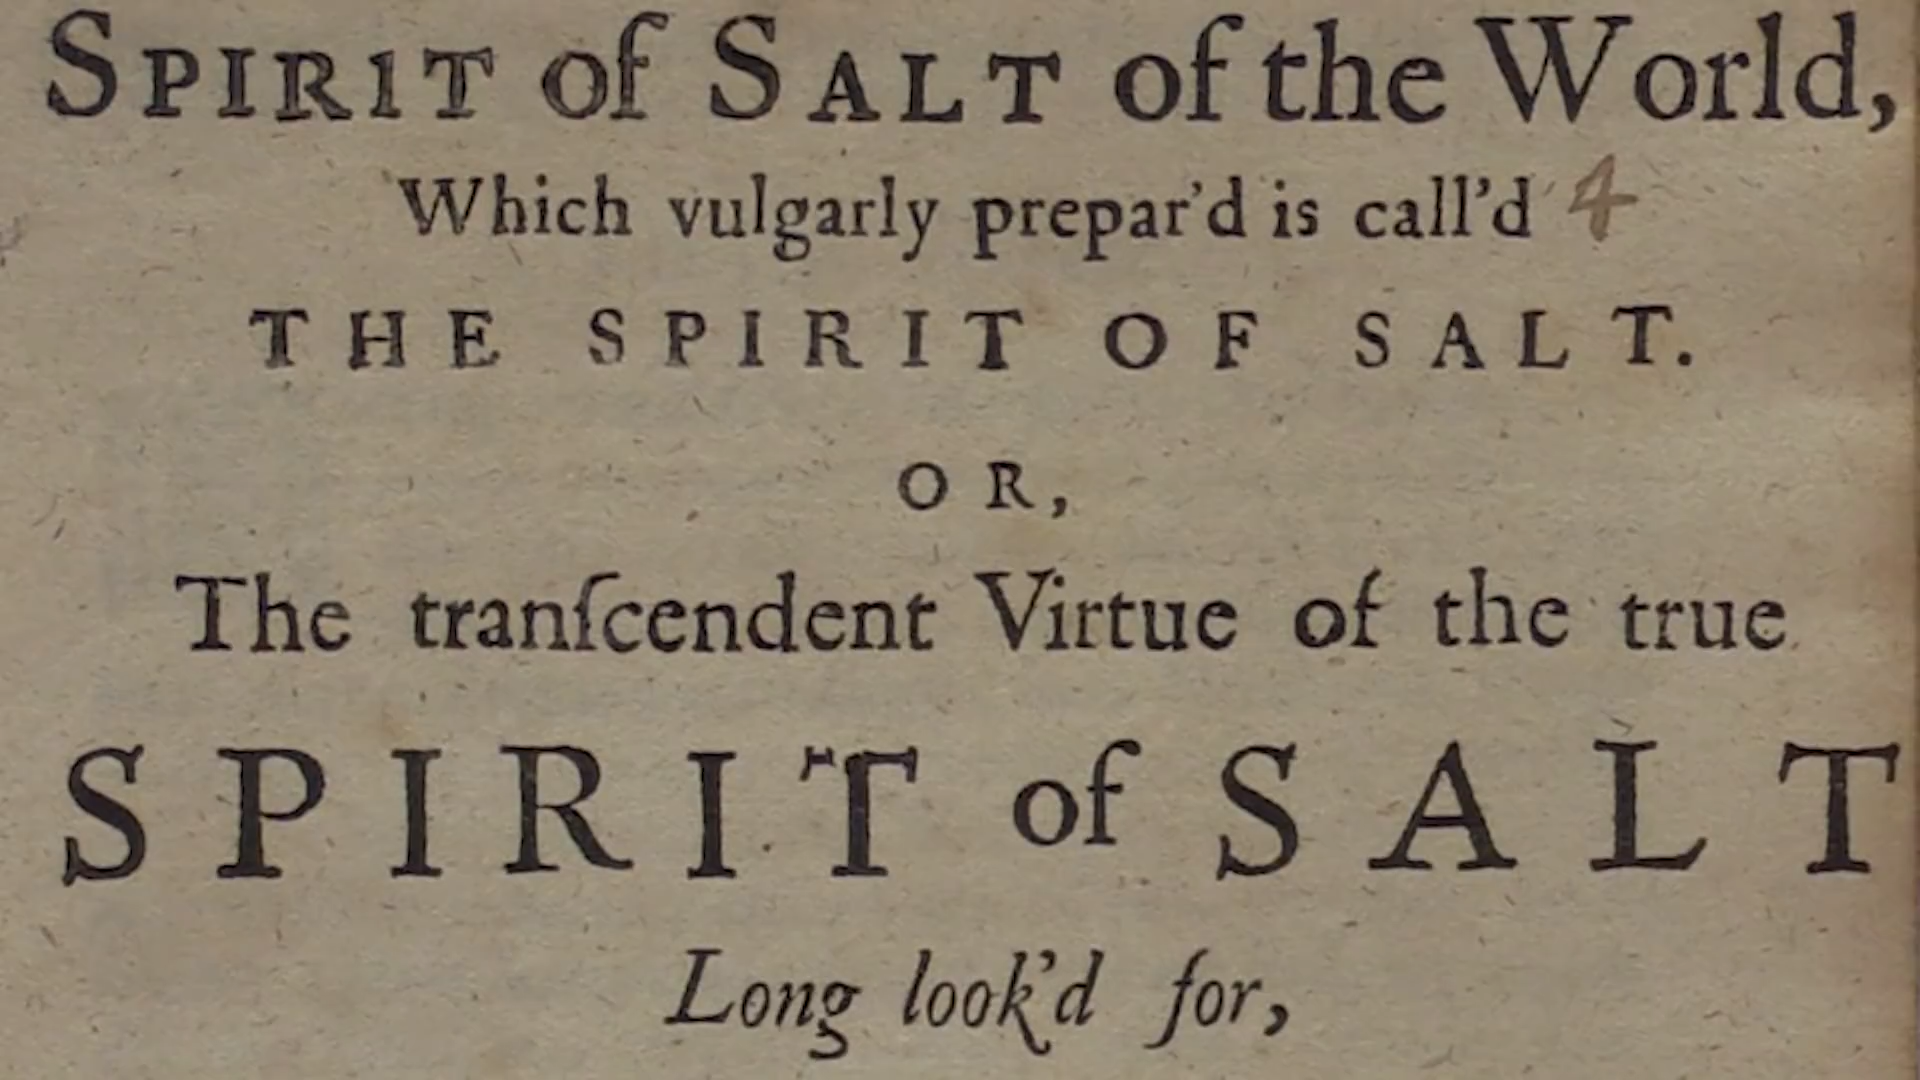 SPIRIT of SALT of the World,
Which vulgarly prepar'd is call'd 4
THE SPIRIT OF SALT.
OR,
The tranſcendent Virtue of the true
SPIRIT of SALT
Long look'd for,